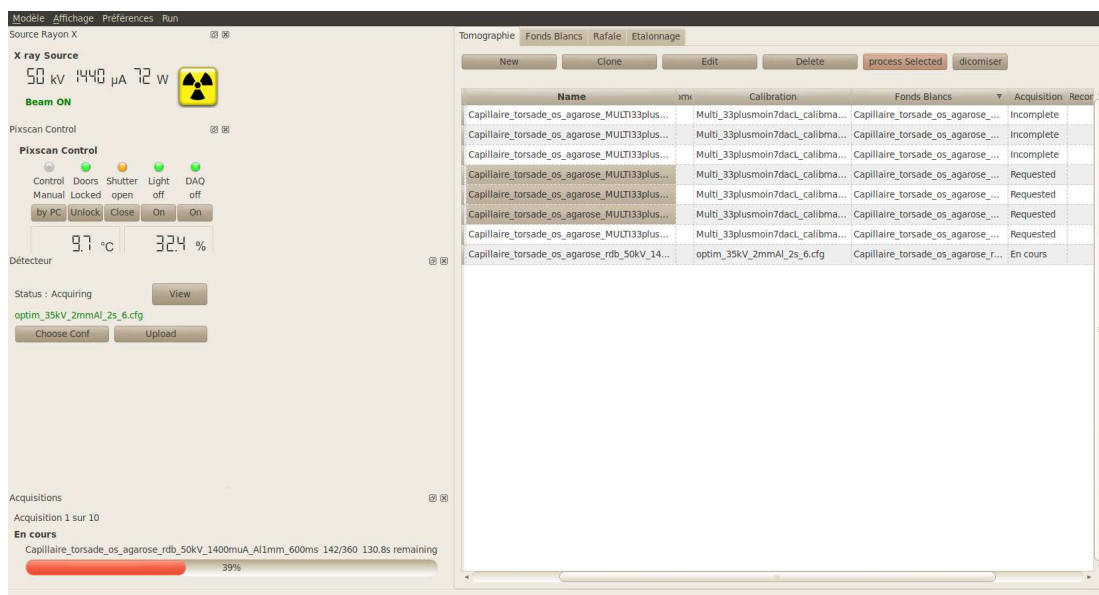 Modèle Affichage Préférences Run
Source Rayon X
X ray Source
50 kV 1440 µA 72 W
Beam ON
Pixscan Control
Pixscan Control
Control Doors Shutter Light DAQ
Manual Locked open off off
by PC Unlock Close On On
9.7 °C 32.4 %
Détecteur
Status : Acquiring View
optim_35kV_2mmAl_2s_6.cfg
Choose Conf Upload
Acquisitions
Acquisition 1 sur 10
En cours
Capillaire_torsade_os_agarose_rdb_50kV_1400muA_Al1mm_600ms 142/360 130.8s remaining
39%
Tomographie Fonds Blancs Rafale Etalonnage
New Clone Edit Delete process Selected dicomiser
Name Calibration Fonds Blancs Acquisition Recor
Capillaire_torsade_os_agarose_MULTI33plus... Multi_33plusmoin7dacL_calibma... Capillaire_torsade_os_agarose_... Incomplete
Capillaire_torsade_os_agarose_MULTI33plus... Multi_33plusmoin7dacL_calibma... Capillaire_torsade_os_agarose_... Incomplete
Capillaire_torsade_os_agarose_MULTI33plus... Multi_33plusmoin7dacL_calibma... Capillaire_torsade_os_agarose_... Incomplete
Capillaire_torsade_os_agarose_MULTI33plus... Multi_33plusmoin7dacL_calibma... Capillaire_torsade_os_agarose_... Requested
Capillaire_torsade_os_agarose_MULTI33plus... Multi_33plusmoin7dacL_calibma... Capillaire_torsade_os_agarose_... Requested
Capillaire_torsade_os_agarose_MULTI33plus... Multi_33plusmoin7dacL_calibma... Capillaire_torsade_os_agarose_... Requested
Capillaire_torsade_os_agarose_MULTI33plus... Multi_33plusmoin7dacL_calibma... Capillaire_torsade_os_agarose_... Requested
Capillaire_torsade_os_agarose_rdb_50kV_14... optim_35kV_2mmAl_2s_6.cfg Capillaire_torsade_os_agarose_r... En cours